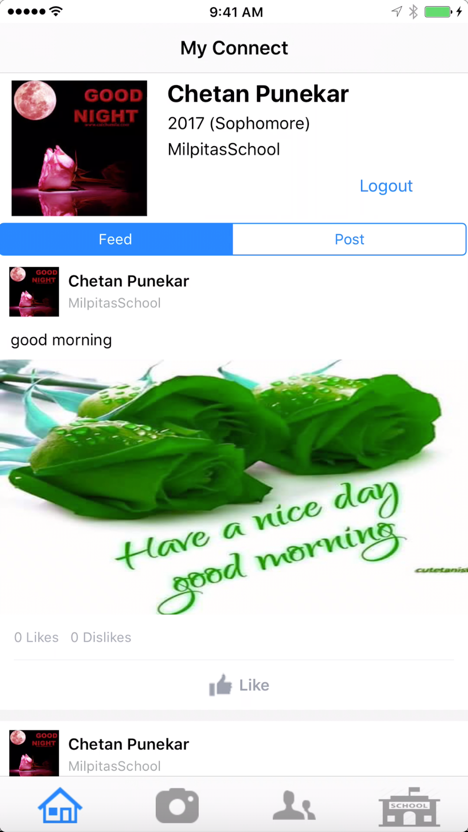 9:41 AM
My Connect
GOOD
NIGHT
Chetan Punekar
2017 (Sophomore)
MilpitasSchool
Logout
Feed
Post
GOOD
NIGHT
Chetan Punekar
MilpitasSchool
good morning
Have a nice day
good morning
cutetanis
0 Likes 0 Dislikes
Like
GOOD
NIGHT
Chetan Punekar
MilpitasSchool
SCHOOL